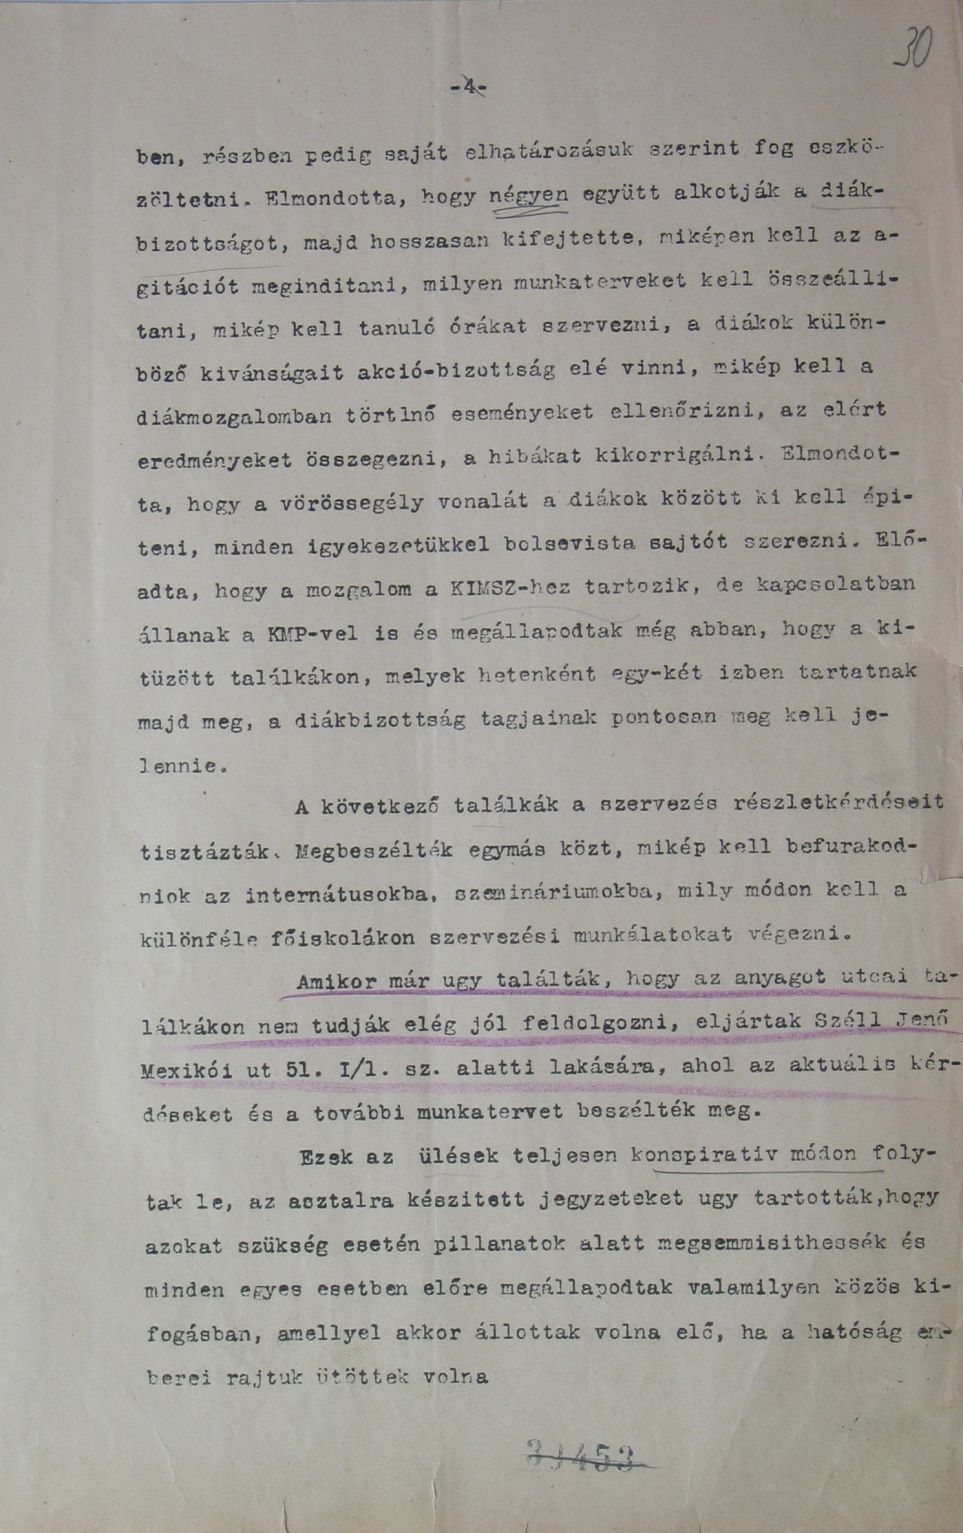 30
-4-
ben, részben pedig saját elhatározásuk szerint fog eszkö-
zöltetni. Elmondotta, hogy négyen együtt alkotják a diák-
bizottságot, majd hosszasan kifejtette, miképen kell az a-
gitációt meginditani, milyen munkaterveket kell összeálli-
tani, mikép kell tanuló órákat szervezni, a diákok külön-
böző kivánságait akció-bizottság elé vinni, mikép kell a
diákmozgalomban törtlnő eseményeket ellenőrizni, az elért
eredményeket összegezni, a hibákat kikorrigálni. Elmondot-
ta, hogy a vörössegély vonalát a diákok között ki kell épi-
teni, minden igyekezetükkel bolsevista sajtót szerezni. Elő-
adta, hogy a mozgalom a KIMSZ-hez tartozik, de kapcsolatban
állanak a KMP-vel is és megállapodtak még abban, hogy a ki-
tüzött találkákon, melyek hetenként egy-két izben tartatnak
majd meg, a diákbizottság tagjainak pontosan meg kell je-
lennie.
A következő találkák a szervezés részletkérdéseit
tisztázták. Megbeszélték egymás közt, mikép kell befurakod-
niok az internátusokba, szemináriumokba, mily módon kell a
különféle főiskolákon szervezési munkálatokat végezni.
Amikor már ugy találták, hogy az anyagot utcai ta-
lálkákon nem tudják elég jól feldolgozni, eljártak Széll Jenő
Mexikói ut 51. I/1. sz. alatti lakására, ahol az aktuális kér-
déseket és a további munkatervet beszélték meg.
Ezek az ülések teljesen konspirativ módon foly-
tak le, az asztalra készitett jegyzeteket ugy tartották,hogy
azokat szükség esetén pillanatok alatt megsemmisithessék és
minden egyes esetben előre megállapodtak valamilyen közös ki-
fogásban, amellyel akkor állottak volna elő, ha a hatóság em-
berei rajtuk ütöttek volna